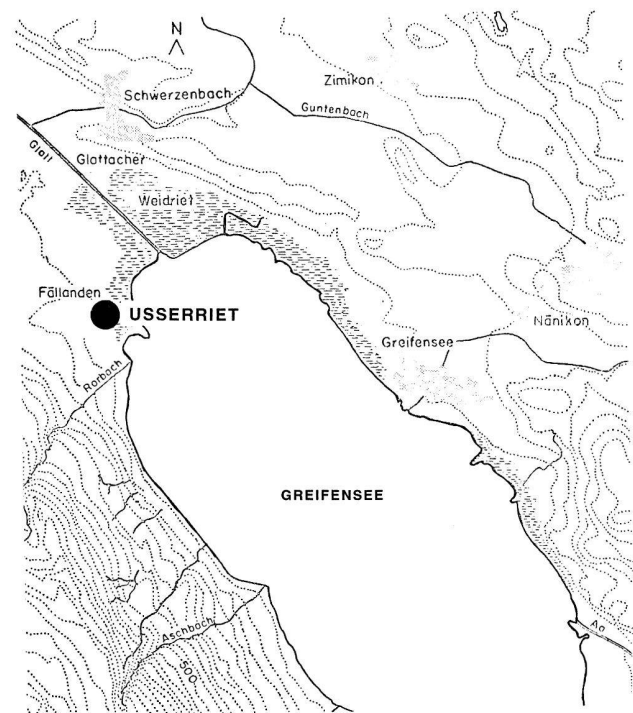 N
Schwerzenbach
Zimikon
Guntenbach
Glatt
Glattacher
Weidriet
Fällanden
USSERRIET
Nänikon
Greifensee
Rorbach
GREIFENSEE
Aa
Aschbach
500